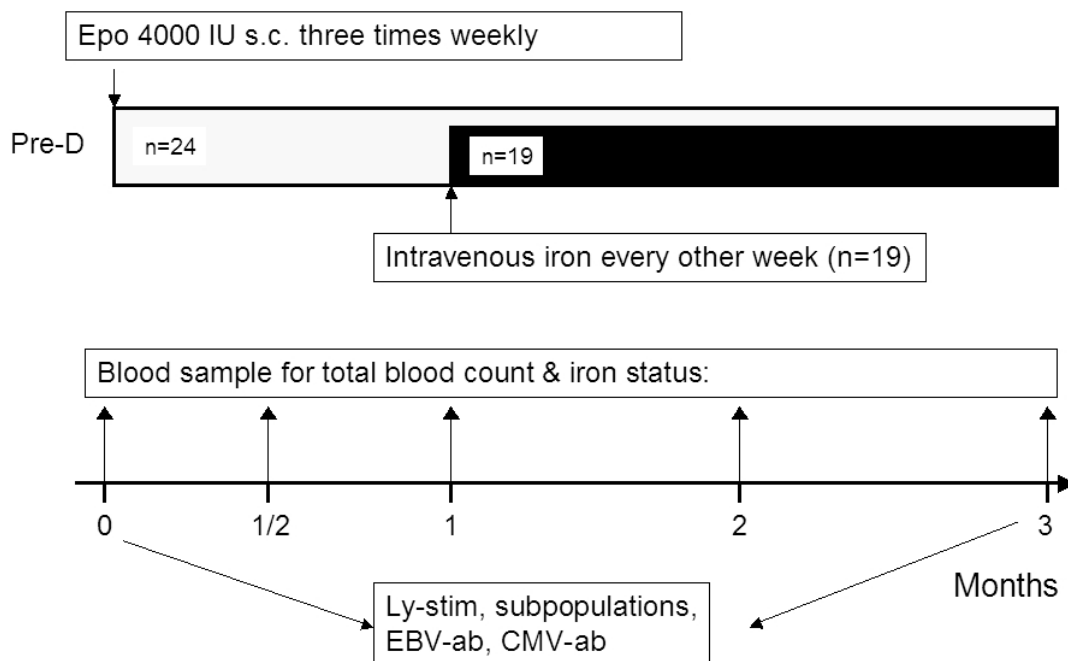 Epo 4000 IU s.c. three times weekly
Pre-D
n=24
n=19
Intravenous iron every other week (n=19)
Blood sample for total blood count & iron status:
0
1/2
1
2
3
Months
Ly-stim, subpopulations,
EBV-ab, CMV-ab